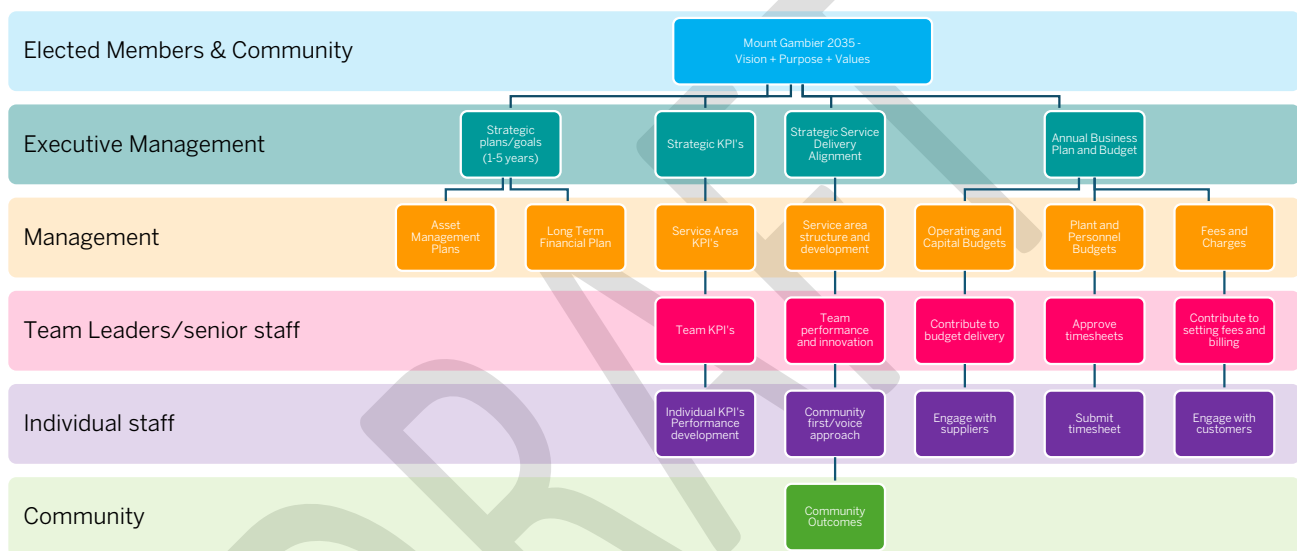 Elected Members & Community
Mount Gambier 2035 -
Vision + Purpose + Values
Executive Management
Strategic
plans/goals
(1-5 years)
Strategic KPI's
Strategic Service
Delivery
Alignment
Annual Business
Plan and Budget
Management
Asset
Management
Plans
Long Term
Financial Plan
Service Area
KPI's
Service area
structure and
development
Operating and
Capital Budgets
Plant and
Personnel
Budgets
Fees and
Charges
Team Leaders/senior staff
Team KPI's
Team
performance
and innovation
Contribute to
budget delivery
Approve
timesheets
Contribute to
setting fees and
billing
Individual staff
Individual KPI's
Performance
development
Community
first/voice
approach
Engage with
suppliers
Submit
timesheet
Engage with
customers
Community
Community
Outcomes
DRAFT